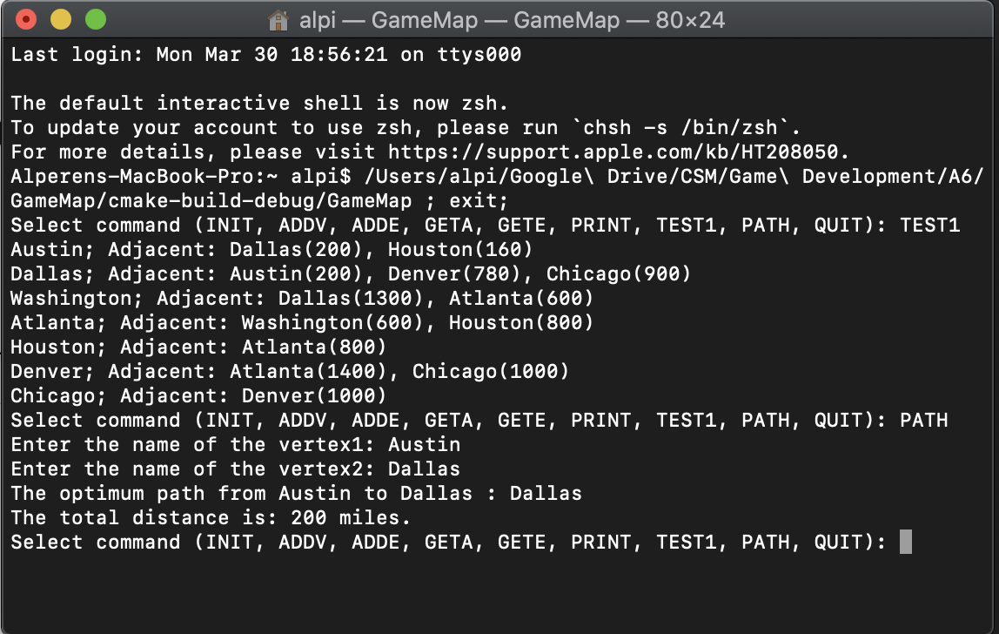 alpi — GameMap — GameMap — 80×24
Last login: Mon Mar 30 18:56:21 on ttys000
The default interactive shell is now zsh.
To update your account to use zsh, please run `chsh -s /bin/zsh`.
For more details, please visit https://support.apple.com/kb/HT208050.
Alperens-MacBook-Pro:~ alpi$ /Users/alpi/Google\ Drive/CSM/Game\ Development/A6/
GameMap/cmake-build-debug/GameMap ; exit;
Select command (INIT, ADDV, ADDE, GETA, GETE, PRINT, TEST1, PATH, QUIT): TEST1
Austin; Adjacent: Dallas(200), Houston(160)
Dallas; Adjacent: Austin(200), Denver(780), Chicago(900)
Washington; Adjacent: Dallas(1300), Atlanta(600)
Atlanta; Adjacent: Washington(600), Houston(800)
Houston; Adjacent: Atlanta(800)
Denver; Adjacent: Atlanta(1400), Chicago(1000)
Chicago; Adjacent: Denver(1000)
Select command (INIT, ADDV, ADDE, GETA, GETE, PRINT, TEST1, PATH, QUIT): PATH
Enter the name of the vertex1: Austin
Enter the name of the vertex2: Dallas
The optimum path from Austin to Dallas : Dallas
The total distance is: 200 miles.
Select command (INIT, ADDV, ADDE, GETA, GETE, PRINT, TEST1, PATH, QUIT):